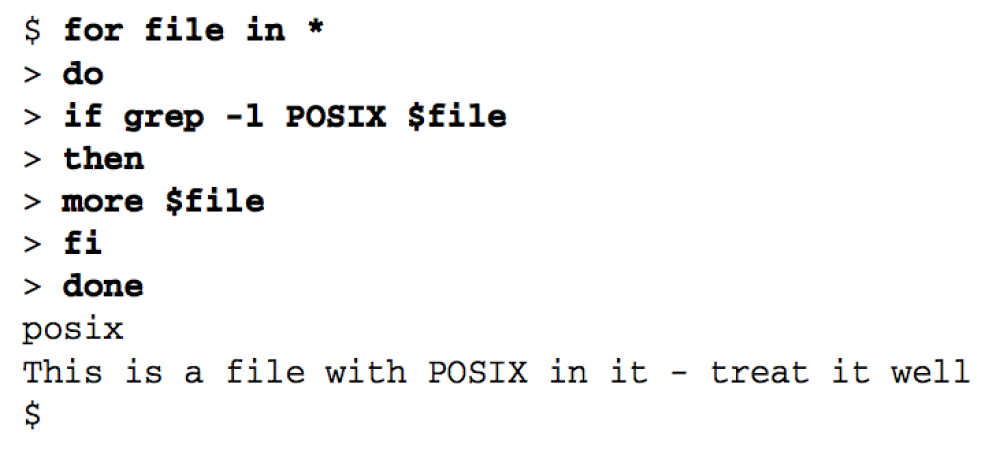 $ for file in *
> do
> if grep -l POSIX $file
> then
> more $file
> fi
> done
posix
This is a file with POSIX in it - treat it well
$